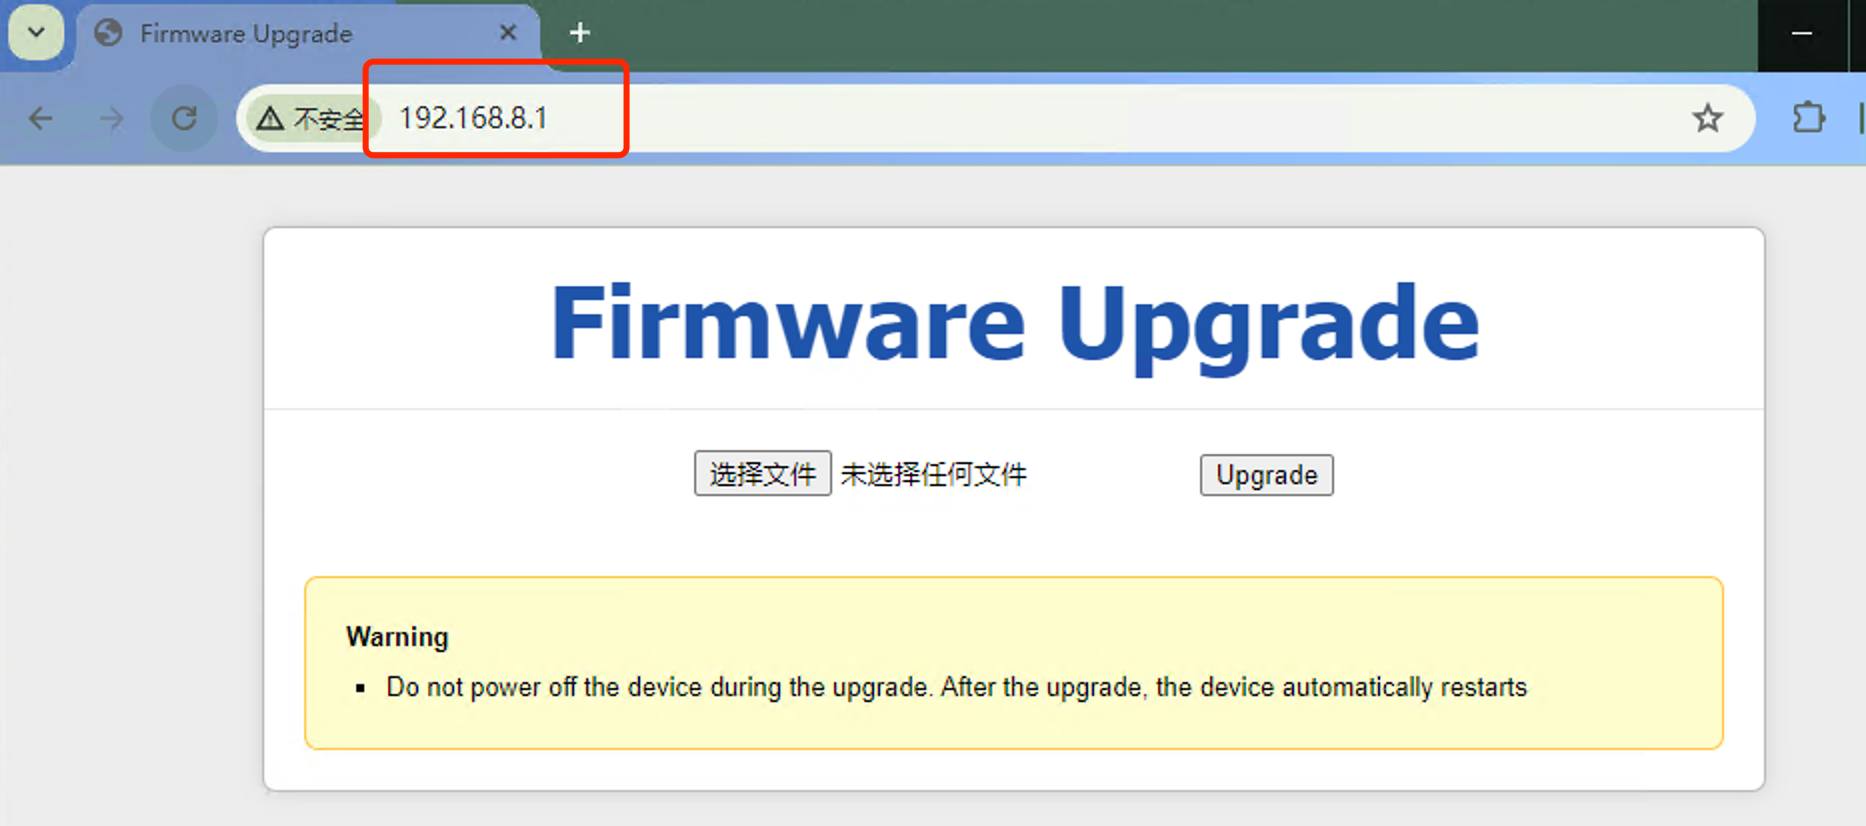 Firmware Upgrade
不安全 192.168.8.1
Firmware Upgrade
选择文件 未选择任何文件 Upgrade
Warning
Do not power off the device during the upgrade. After the upgrade, the device automatically restarts